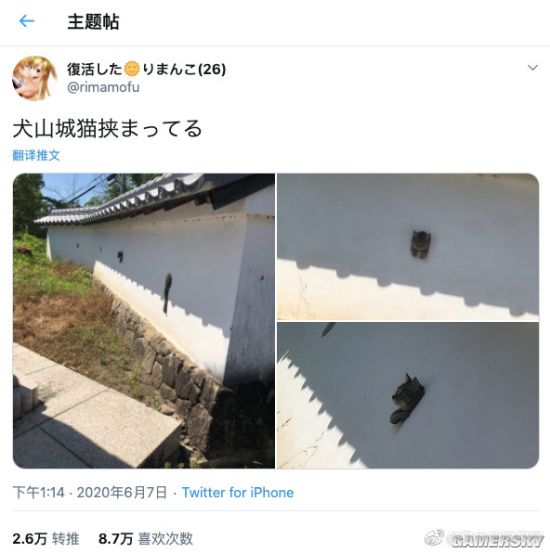 主题帖
復活した🌞りまんこ(26)
@rimamofu
犬山城猫挟まってる
翻译推文
下午1:14 · 2020年6月7日 · Twitter for iPhone
2.6万 转推 8.7万 喜欢次数
GAMERSKY